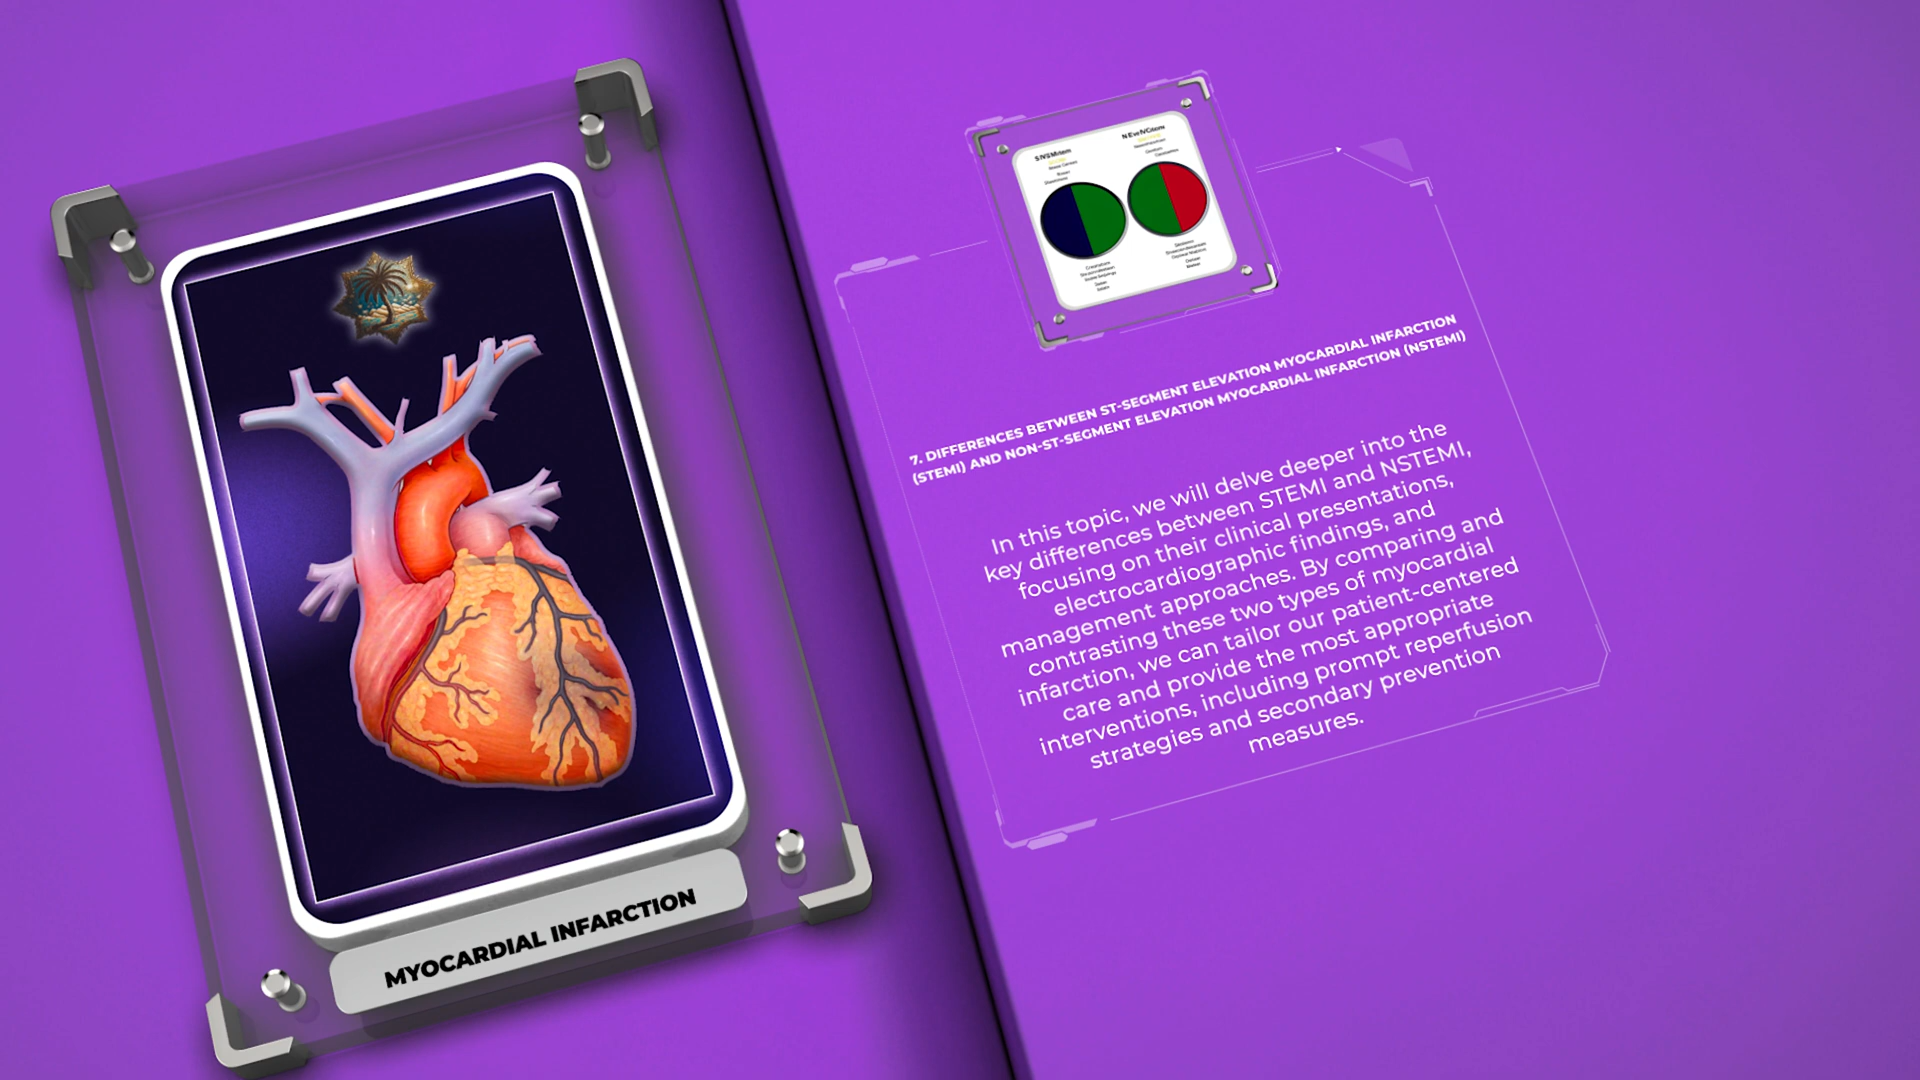 MYOCARDIAL INFARCTION
7. DIFFERENCES BETWEEN ST-SEGMENT ELEVATION MYOCARDIAL INFARCTION
(STEMI) AND NON-ST-SEGMENT ELEVATION MYOCARDIAL INFARCTION (NSTEMI)
In this topic, we will delve deeper into the
key differences between STEMI and NSTEMI,
focusing on their clinical presentations,
electrocardiographic findings, and
management approaches. By comparing and
contrasting these two types of myocardial
infarction, we can tailor our patient-centered
care and provide the most appropriate
interventions, including prompt reperfusion
strategies and secondary prevention
measures.